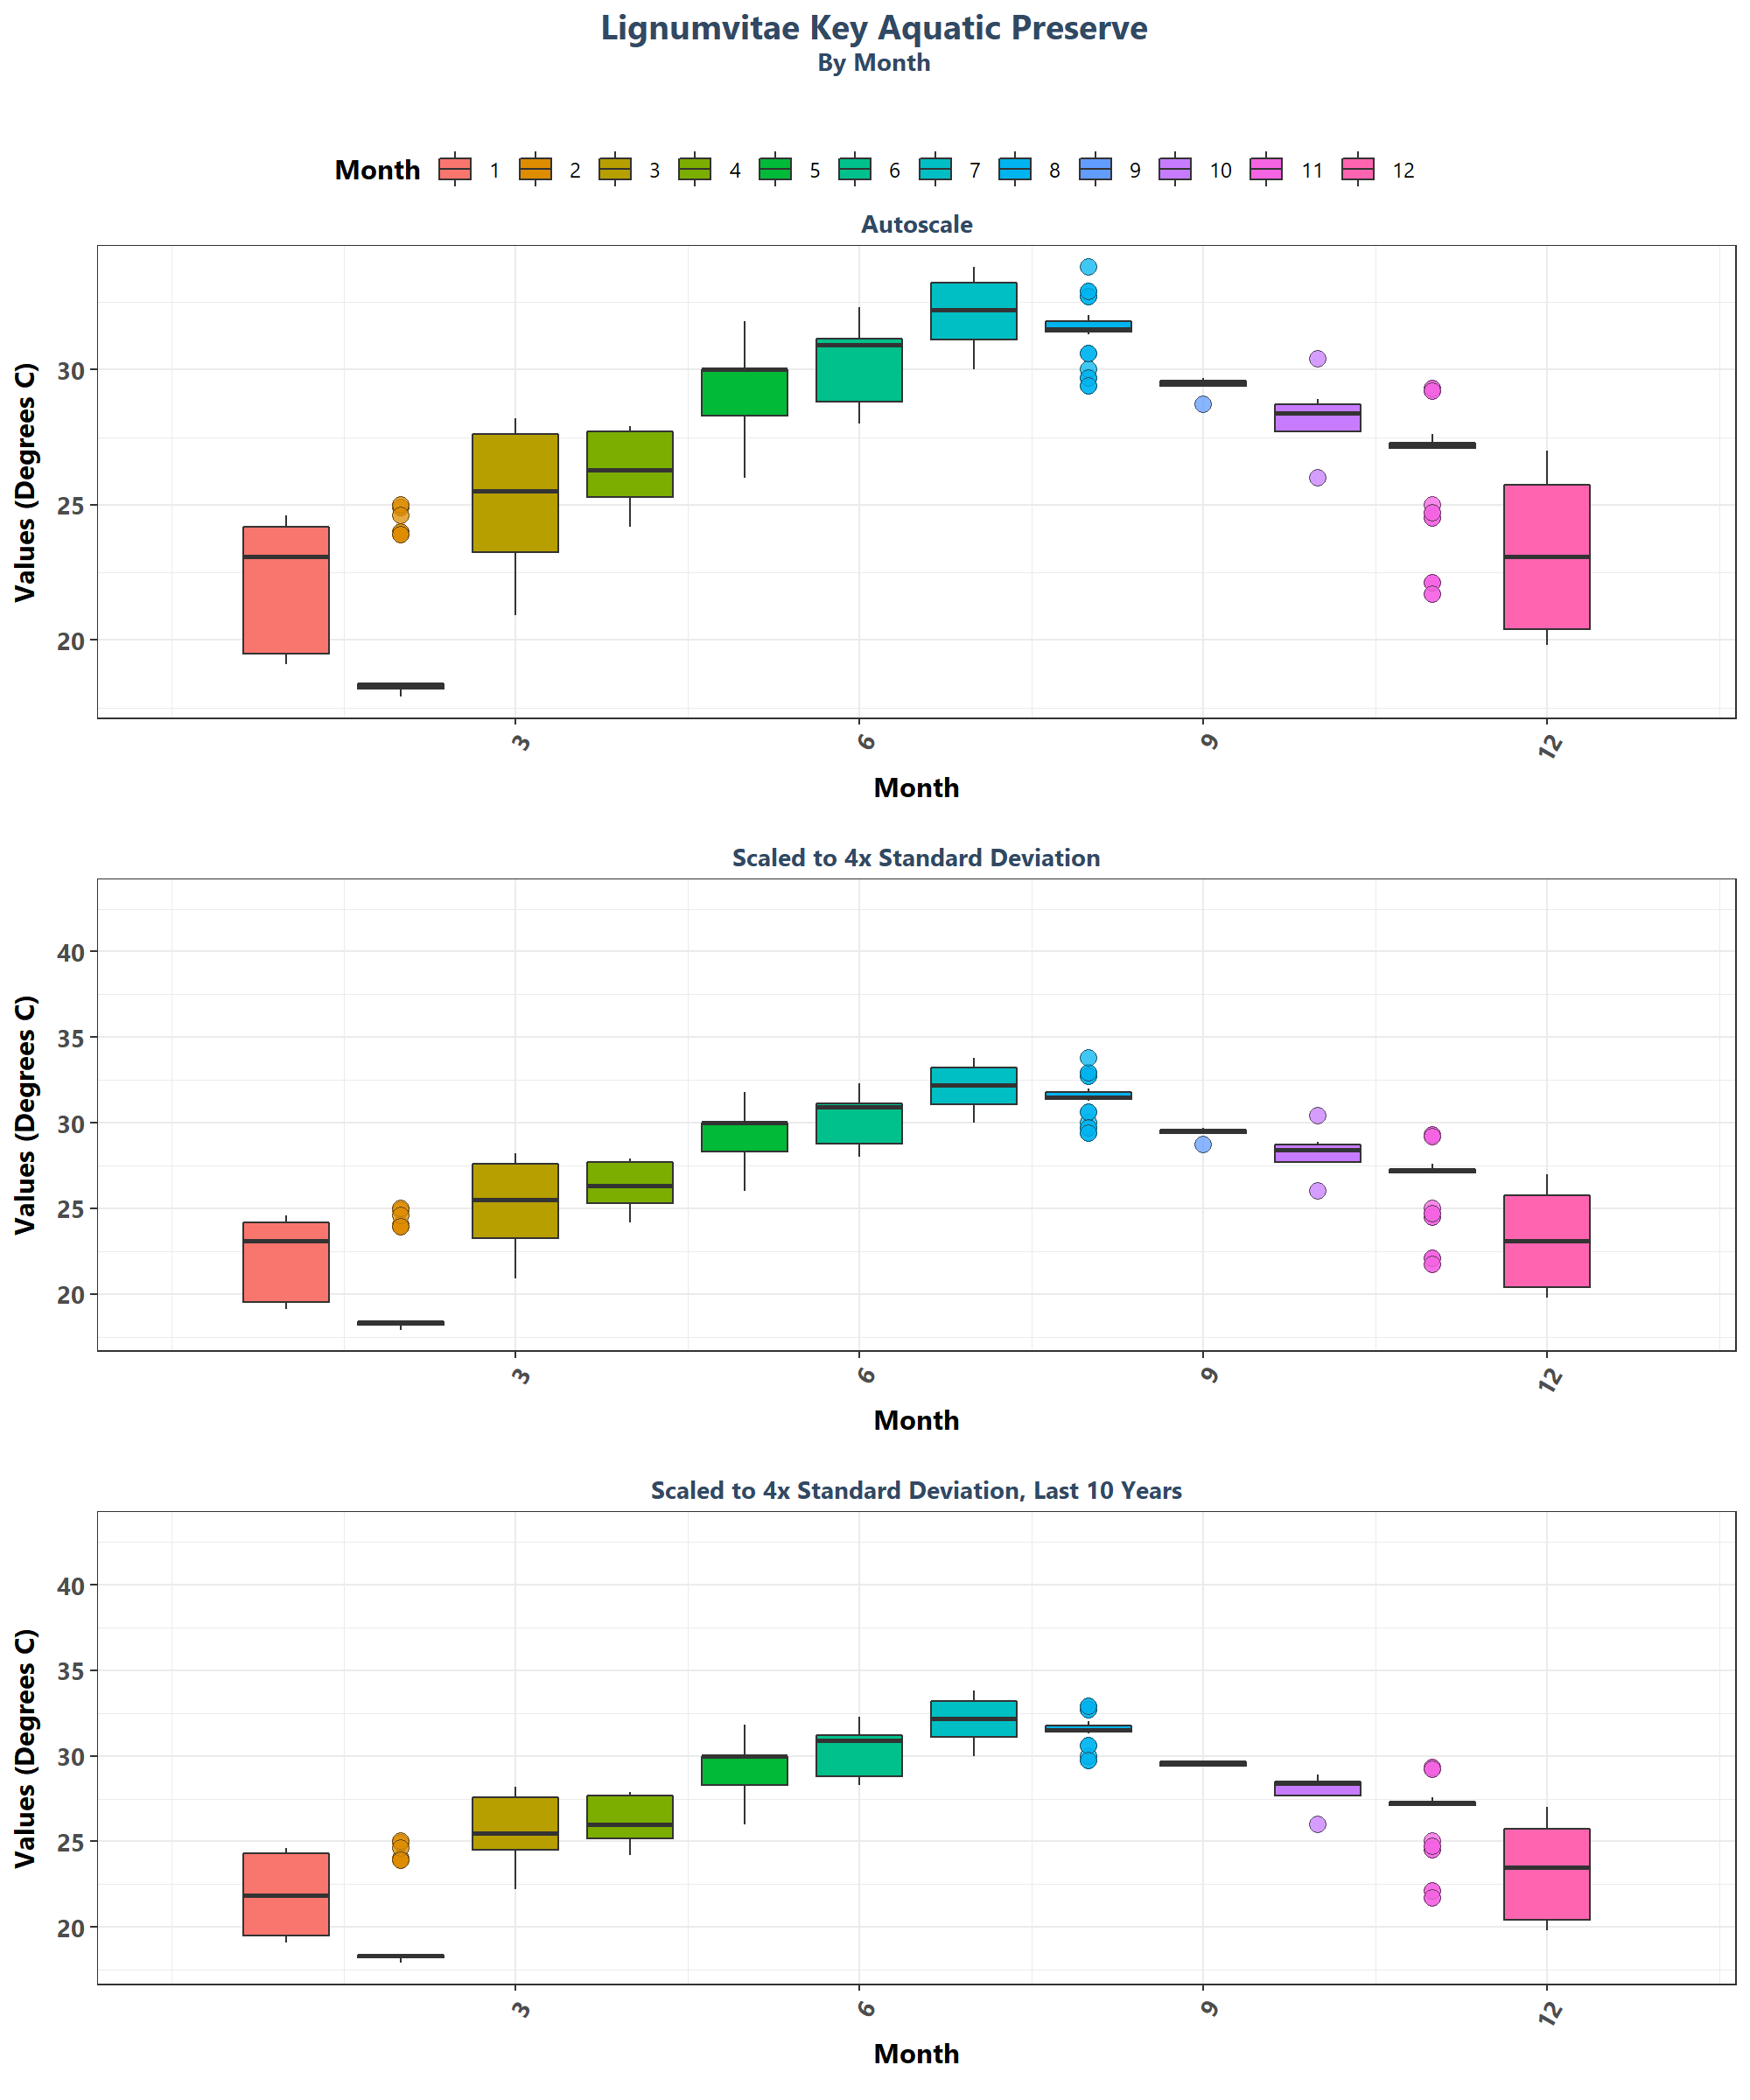 Lignumvitae Key Aquatic Preserve
By Month
Month 1 2 3 4 5 6 7 8 9 10 11 12
Autoscale
Values (Degrees C)
30
25
20
3 6 9 12
Month
Scaled to 4x Standard Deviation
Values (Degrees C)
40
35
30
25
20
3 6 9 12
Month
Scaled to 4x Standard Deviation, Last 10 Years
Values (Degrees C)
40
35
30
25
20
3 6 9 12
Month